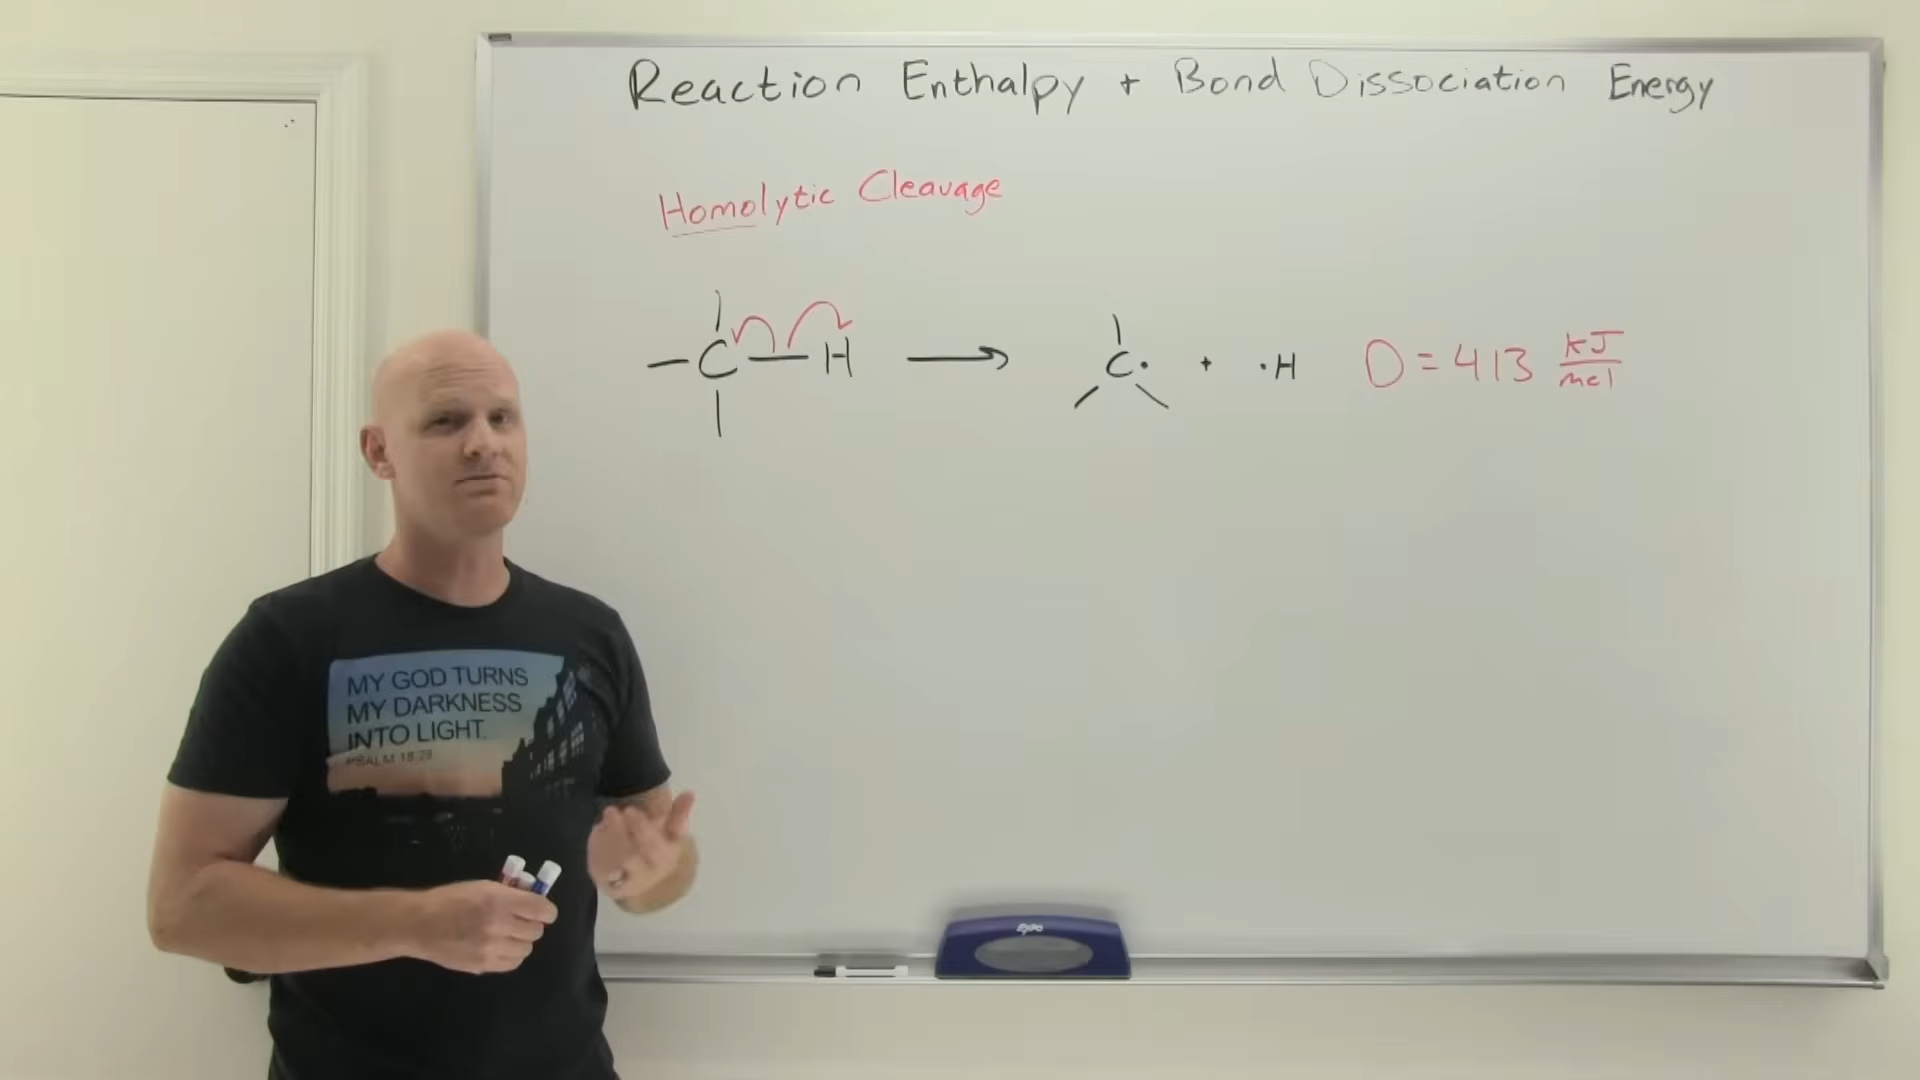 Reaction Enthalpy + Bond Dissociation Energy
Homolytic Cleavage
C — H → C· + ·H D = 413 kJ/mol
MY GOD TURNS
MY DARKNESS
INTO LIGHT.
PSALM 18:28
EXPO